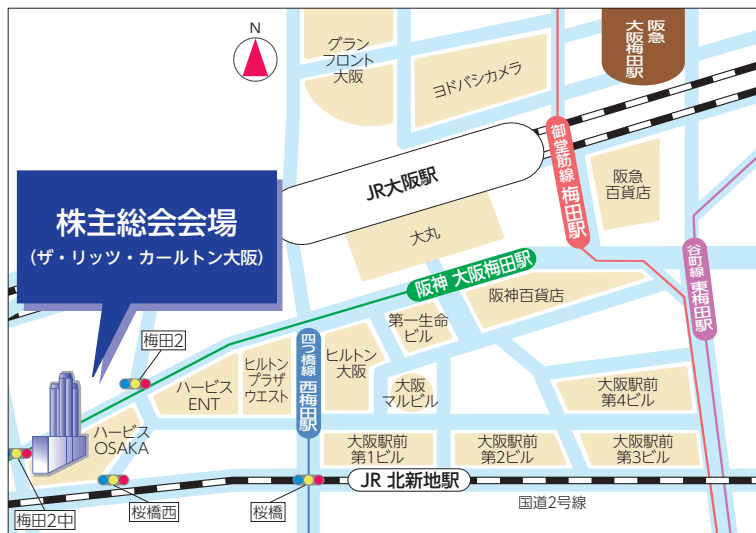 N
グラン
フロント
大阪
ヨドバシカメラ
阪急
大阪梅田駅
御堂筋線 梅田駅
阪急
百貨店
JR大阪駅
株主総会会場
(ザ・リッツ・カールトン大阪)
大丸
谷町線 東梅田駅
阪神 大阪梅田駅
阪神百貨店
第一生命
ビル
梅田2
四つ橋線 西梅田駅
ヒルトン
プラザ
ウエスト
ヒルトン
大阪
ハービス
ENT
大阪
マルビル
大阪駅前
第4ビル
ハービス
OSAKA
大阪駅前
第1ビル
大阪駅前
第2ビル
大阪駅前
第3ビル
JR 北新地駅
国道2号線
梅田2中
桜橋西
桜橋